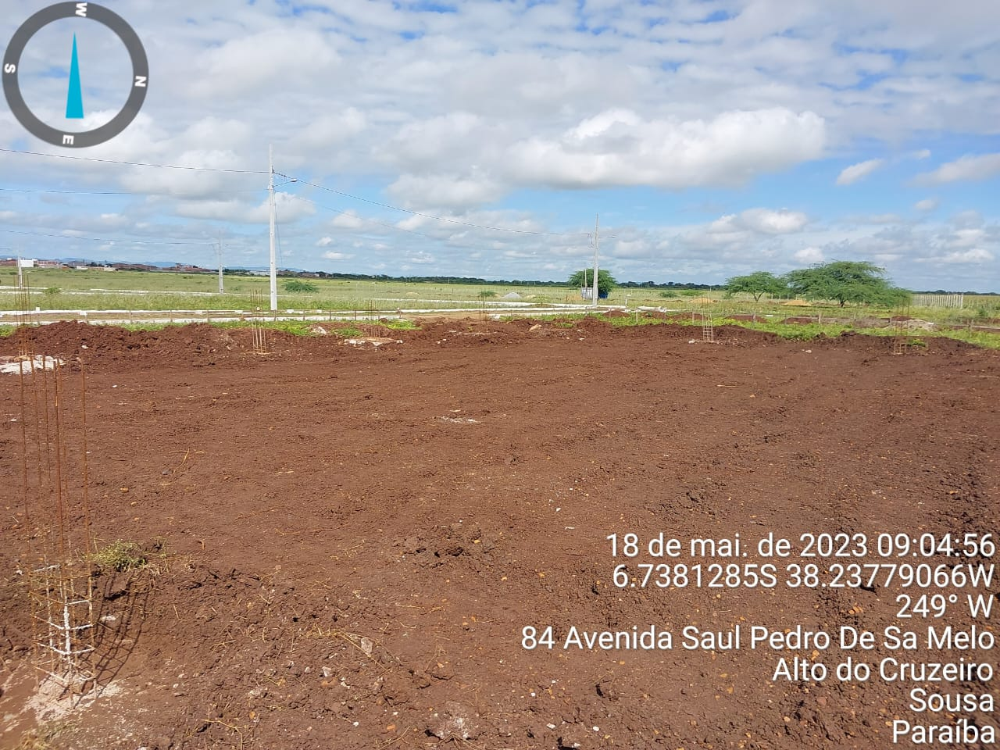 W
S
N
E
18 de mai. de 2023 09:04:56
6.7381285S 38.23779066W
249° W
84 Avenida Saul Pedro De Sa Melo
Alto do Cruzeiro
Sousa
Paraíba